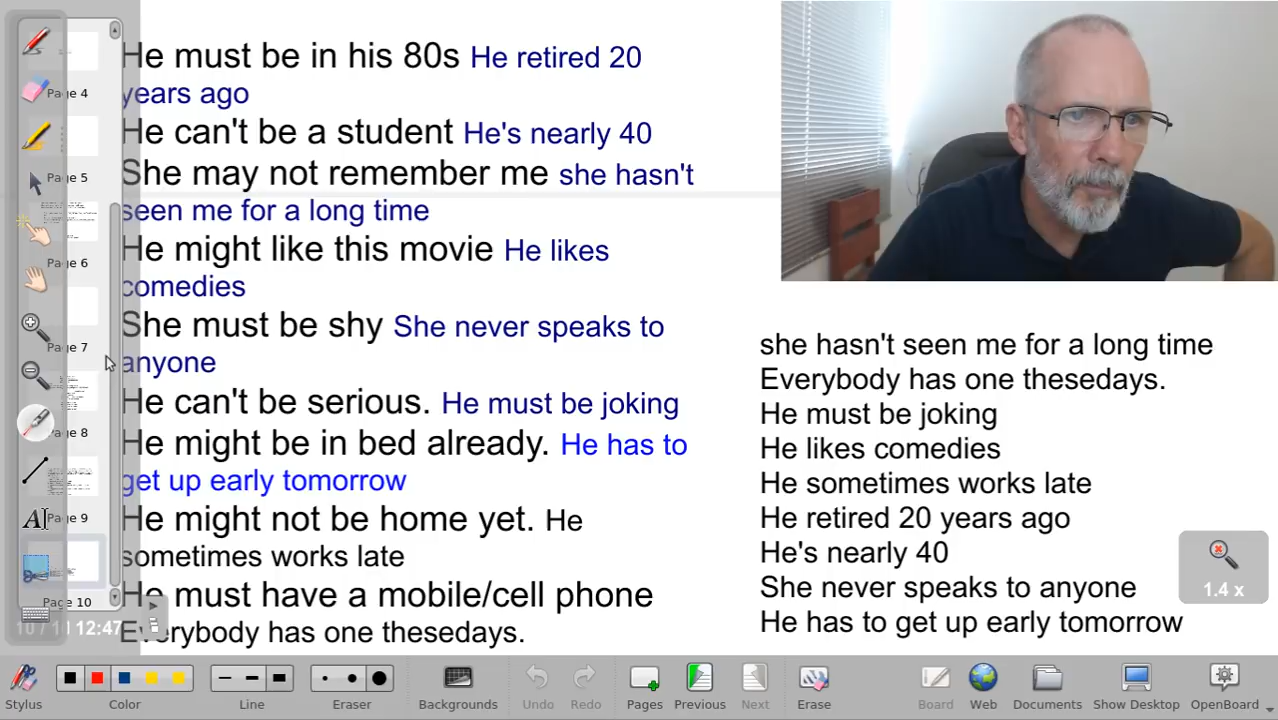 He must be in his 80s He retired 20
years ago
He can't be a student He's nearly 40
She may not remember me she hasn't
seen me for a long time
He might like this movie He likes
comedies
She must be shy She never speaks to
anyone
He can't be serious. He must be joking
He might be in bed already. He has to
get up early tomorrow
He might not be home yet. He
sometimes works late
He must have a mobile/cell phone
Everybody has one thesedays.
she hasn't seen me for a long time
Everybody has one thesedays.
He must be joking
He likes comedies
He sometimes works late
He retired 20 years ago
He's nearly 40
She never speaks to anyone
He has to get up early tomorrow
Page 4
Page 5
Page 6
Page 7
Page 8
Page 9
Page 10
AI
12:47
1.4 x
Stylus
Color
Line
Eraser
Backgrounds
Undo
Redo
Pages
Previous
Next
Erase
Board
Web
Documents
Show Desktop
OpenBoard